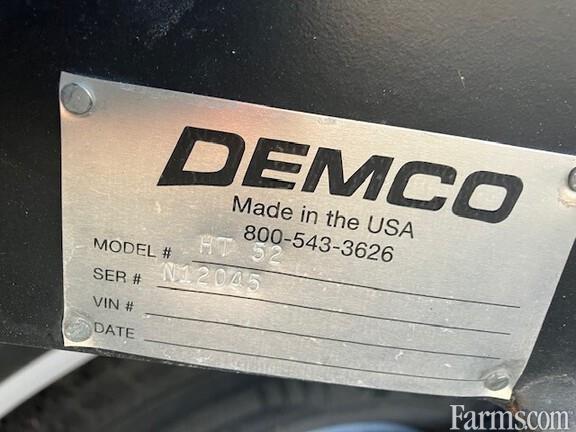 DEMCO
Made in the USA
800-543-3626
MODEL # HT 52
SER # N12045
VIN #
DATE
Farms.com